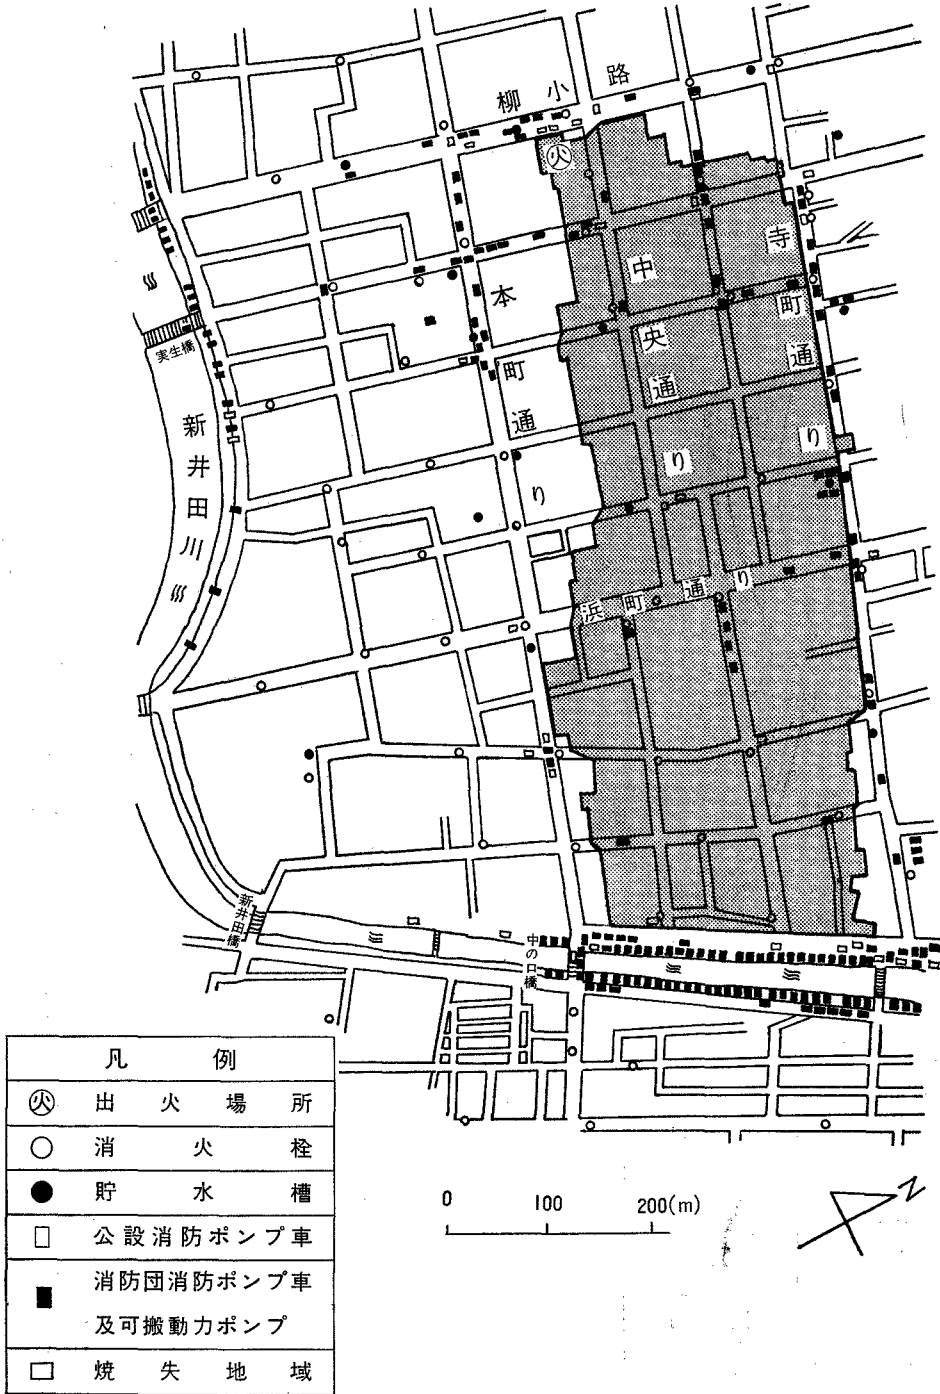 柳小路
火
本町通り
中央通り
寺町通り
実生橋
新井田川
浜町通り
新井田橋
中の口橋
凡例
火 出火場所
消火栓
貯水槽
公設消防ポンプ車
消防団消防ポンプ車
及可搬動力ポンプ
焼失地域
0 100 200(m)
N